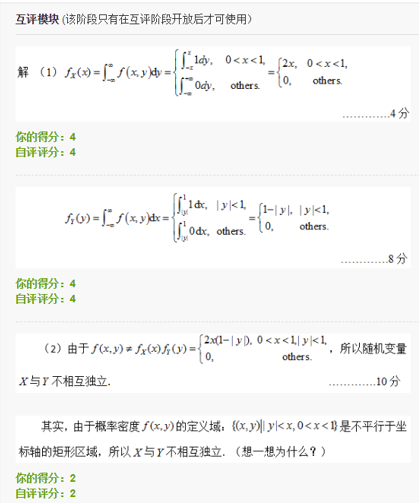 互评模块 (该阶段只有在互评阶段开放后才可使用)
解 (1) f_X(x) = ∫_{-∞}^{∞} f(x,y)dy = { ∫_{-x}^{x} 1dy, 0<x<1, ; ∫_{-∞}^{∞} 0dy, others. = { 2x, 0<x<1, ; 0, others.
…………4 分
你的得分：4
自评评分：4
f_Y(y) = ∫_{-∞}^{∞} f(x,y)dx = { ∫_{|y|}^{1} 1dx, |y|<1, ; ∫_{|y|}^{1} 0dx, others. = { 1-|y|, |y|<1, ; 0, others.
…………8 分
你的得分：4
自评评分：4
(2) 由于 f(x,y) ≠ f_X(x)f_Y(y) = { 2x(1-|y|), 0<x<1,|y|<1, ; 0, others. ，所以随机变量
X 与 Y 不相互独立. …………10 分
其实，由于概率密度 f(x,y) 的定义域：{(x,y)||y|<x,0<x<1} 是不平行于坐
标轴的矩形区域，所以 X 与 Y 不相互独立.（想一想为什么？）
你的得分：2
自评评分：2